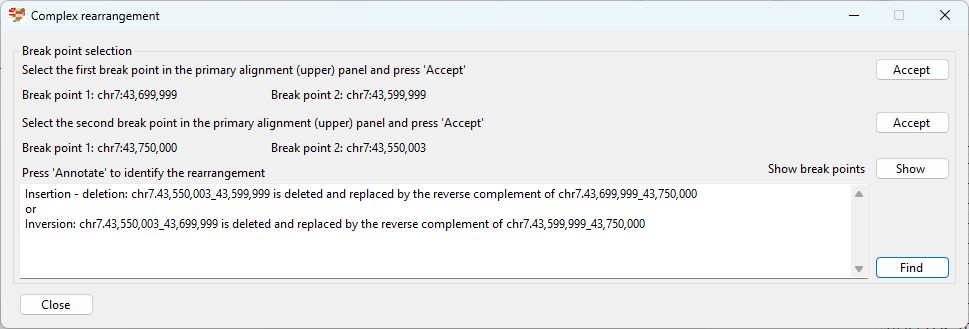 Complex rearrangement
Break point selection
Select the first break point in the primary alignment (upper) panel and press 'Accept'
Accept
Break point 1: chr7:43,699,999
Break point 2: chr7:43,599,999
Select the second break point in the primary alignment (upper) panel and press 'Accept'
Accept
Break point 1: chr7:43,750,000
Break point 2: chr7:43,550,003
Press 'Annotate' to identify the rearrangement
Show break points
Show
Insertion - deletion: chr7.43,550,003_43,599,999 is deleted and replaced by the reverse complement of chr7.43,699,999_43,750,000
or
Inversion: chr7.43,550,003_43,699,999 is deleted and replaced by the reverse complement of chr7.43,599,999_43,750,000
Find
Close